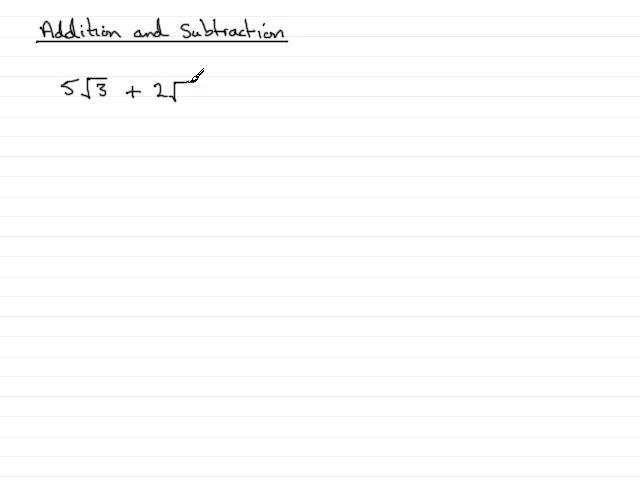 Addition and Subtraction
5√3 + 2√